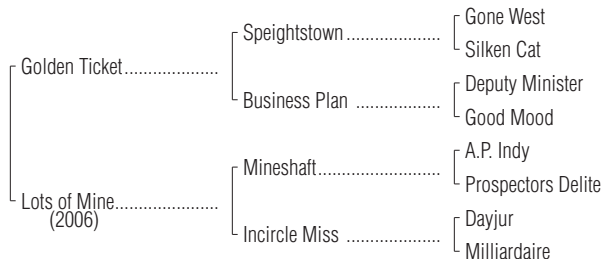 Gone West
Speightstown ...................
Silken Cat
Golden Ticket...................
Deputy Minister
Business Plan .................
Good Mood
A.P. Indy
Mineshaft.........................
Prospectors Delite
Lots of Mine.....................
(2006)
Dayjur
Incircle Miss ...................
Milliardaire